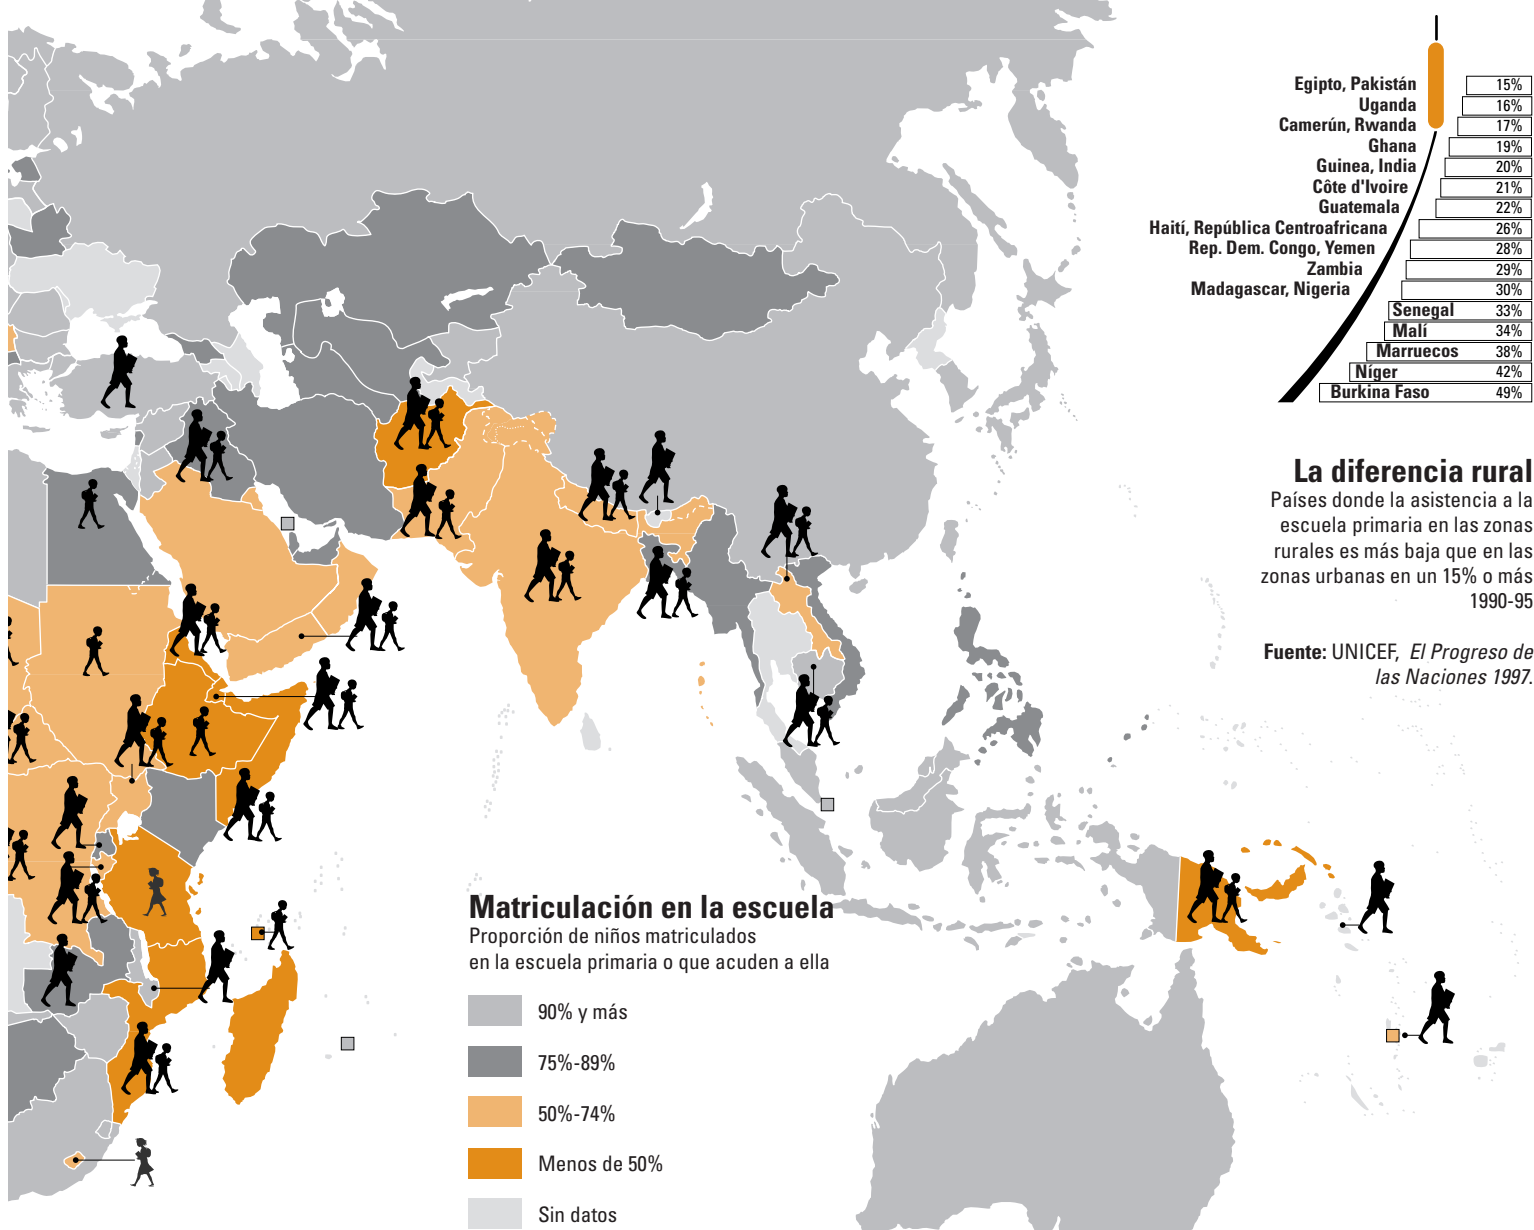 Egipto, Pakistán 15%
Uganda 16%
Camerún, Rwanda 17%
Ghana 19%
Guinea, India 20%
Côte d'Ivoire 21%
Guatemala 22%
Haití, República Centroafricana 26%
Rep. Dem. Congo, Yemen 28%
Zambia 29%
Madagascar, Nigeria 30%
Senegal 33%
Malí 34%
Marruecos 38%
Níger 42%
Burkina Faso 49%
La diferencia rural
Países donde la asistencia a la
escuela primaria en las zonas
rurales es más baja que en las
zonas urbanas en un 15% o más
1990-95
Fuente: UNICEF, El Progreso de
las Naciones 1997.
Matriculación en la escuela
Proporción de niños matriculados
en la escuela primaria o que acuden a ella
90% y más
75%-89%
50%-74%
Menos de 50%
Sin datos